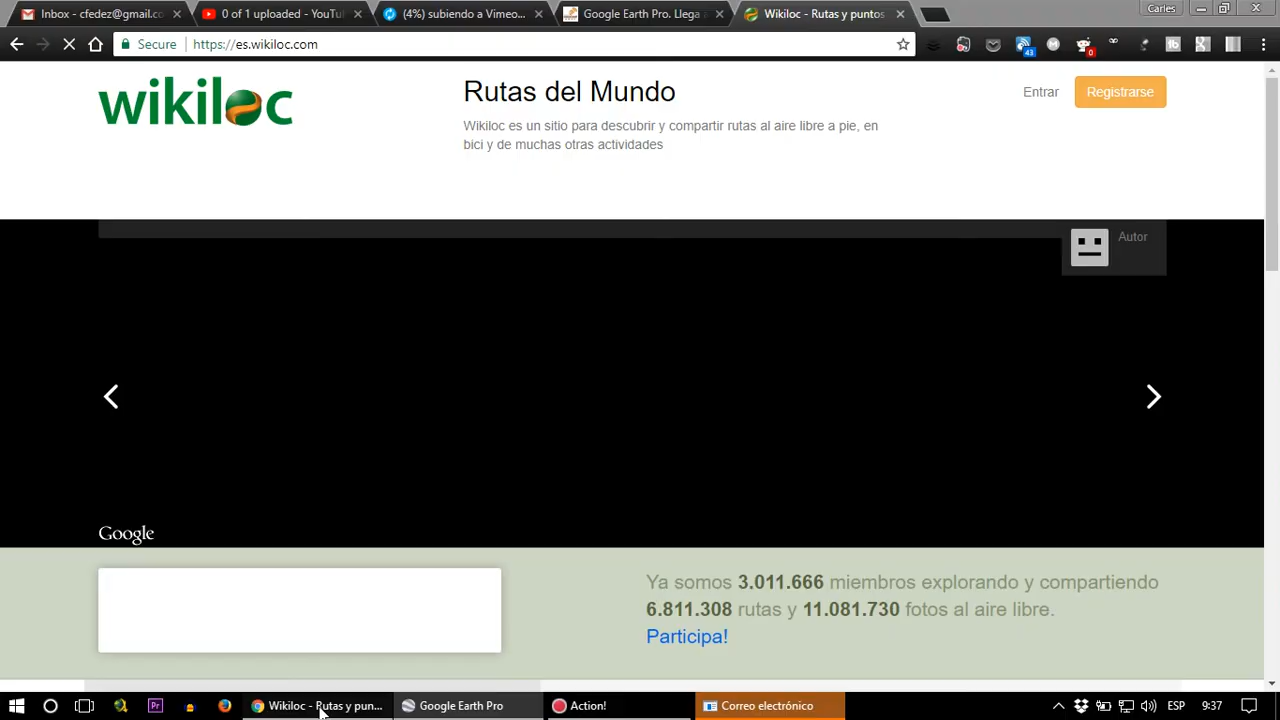 Inbox - cfedez@gmail.co
0 of 1 uploaded - YouTu
(4%) subiendo a Vimeo...
Google Earth Pro. Llega
Wikiloc - Rutas y puntos
Carles
Secure
https://es.wikiloc.com
43
0
wikiloc
Rutas del Mundo
Entrar
Registrarse
Wikiloc es un sitio para descubrir y compartir rutas al aire libre a pie, en
bici y de muchas otras actividades
Autor
Google
Ya somos 3.011.666 miembros explorando y compartiendo
6.811.308 rutas y 11.081.730 fotos al aire libre.
Participa!
Pr
Wikiloc - Rutas y pun...
Google Earth Pro
Action!
Correo electrónico
ESP
9:37